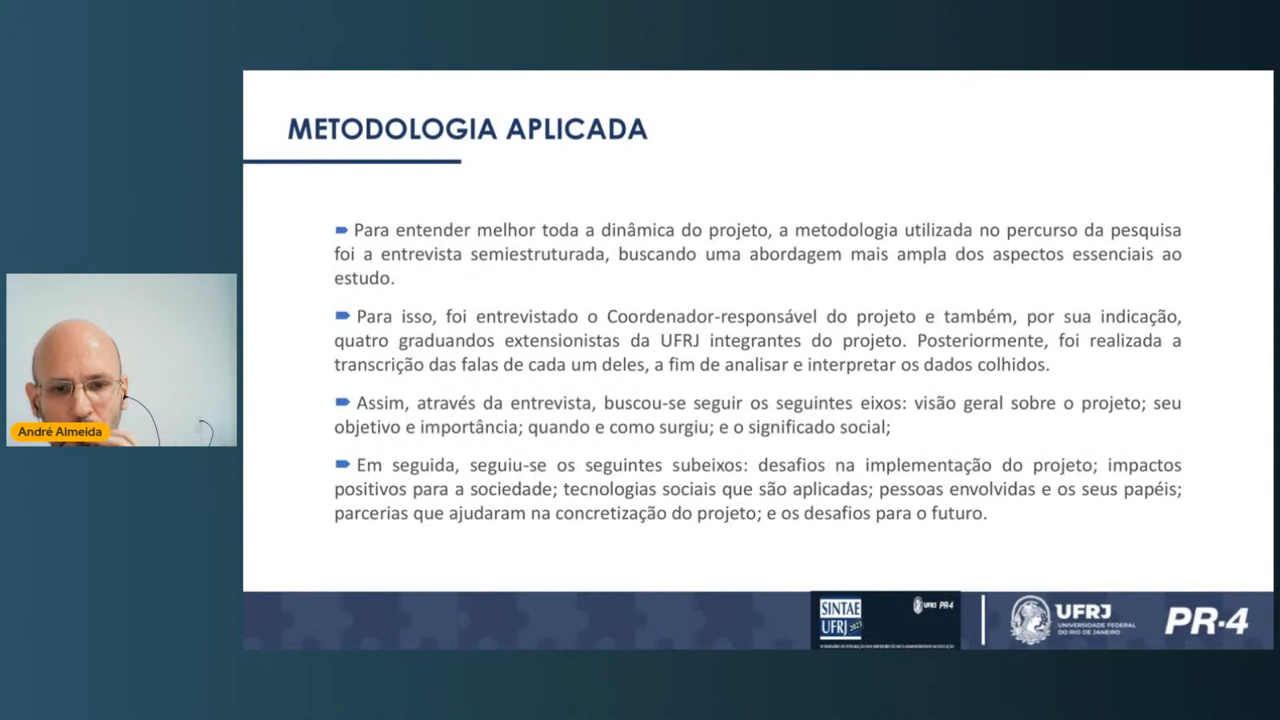 METODOLOGIA APLICADA
Para entender melhor toda a dinâmica do projeto, a metodologia utilizada no percurso da pesquisa
foi a entrevista semiestruturada, buscando uma abordagem mais ampla dos aspectos essenciais ao
estudo.
Para isso, foi entrevistado o Coordenador-responsável do projeto e também, por sua indicação,
quatro graduandos extensionistas da UFRJ integrantes do projeto. Posteriormente, foi realizada a
transcrição das falas de cada um deles, a fim de analisar e interpretar os dados colhidos.
Assim, através da entrevista, buscou-se seguir os seguintes eixos: visão geral sobre o projeto; seu
objetivo e importância; quando e como surgiu; e o significado social;
Em seguida, seguiu-se os seguintes subeixos: desafios na implementação do projeto; impactos
positivos para a sociedade; tecnologias sociais que são aplicadas; pessoas envolvidas e os seus papéis;
parcerias que ajudaram na concretização do projeto; e os desafios para o futuro.
André Almeida
SINTAE
UFRJ 2023
UFRJ PR-4
UFRJ
UNIVERSIDADE FEDERAL
DO RIO DE JANEIRO
PR-4